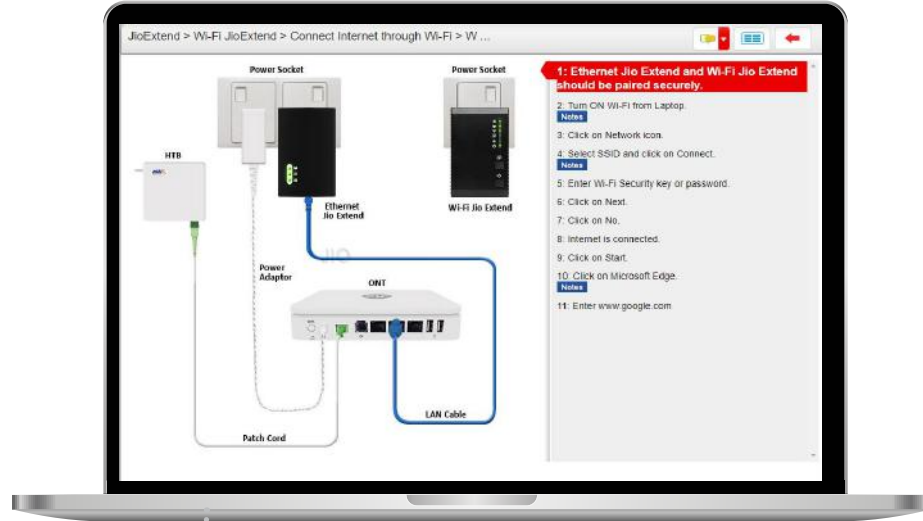 JioExtend > Wi-Fi JioExtend > Connect Internet through Wi-Fi > W ...
Power Socket
Power Socket
HTB
Ethernet
Jio Extend
Wi-Fi Jio Extend
JIO
Power
Adaptor
ONT
LAN Cable
Patch Cord
1: Ethernet Jio Extend and Wi-Fi Jio Extend
should be paired securely.
2: Turn ON Wi-Fi from Laptop.
Notes
3: Click on Network icon.
4: Select SSID and click on Connect.
Notes
5: Enter Wi-Fi Security key or password.
6: Click on Next.
7: Click on No.
8: Internet is connected.
9: Click on Start.
10: Click on Microsoft Edge.
Notes
11: Enter www.google.com